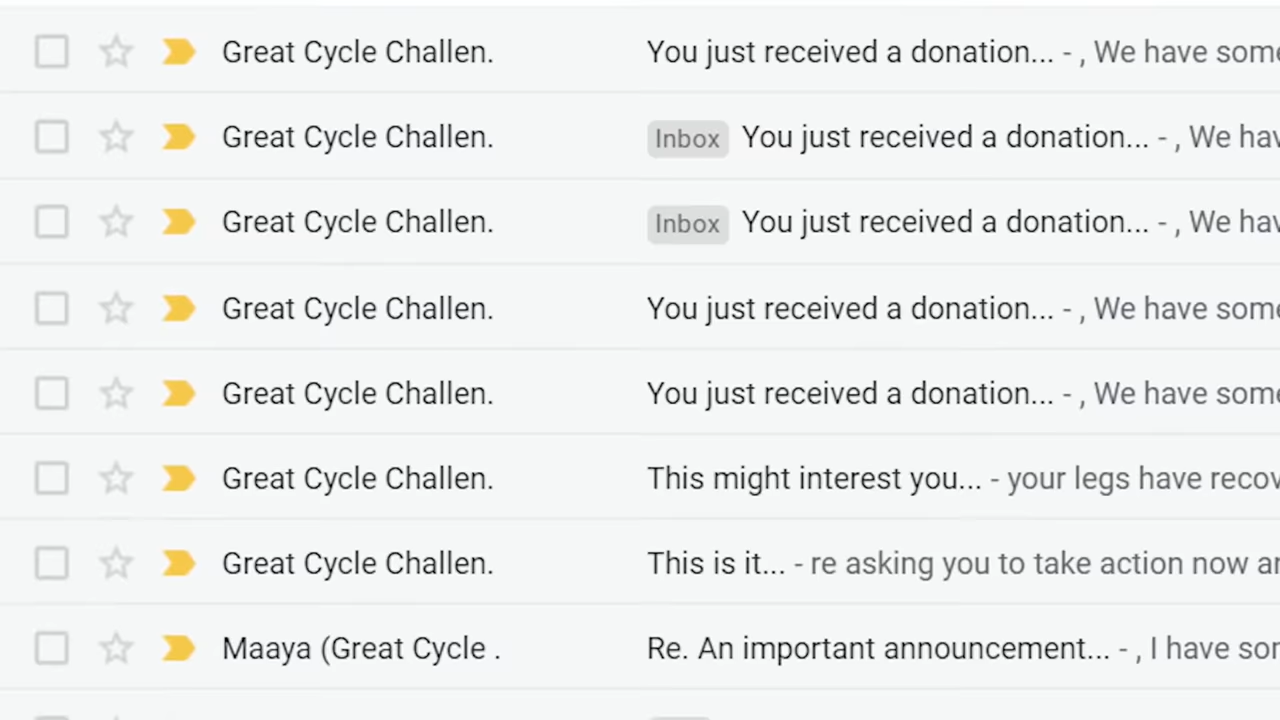 Great Cycle Challen. You just received a donation... - , We have some
Great Cycle Challen. Inbox You just received a donation... - , We hav
Great Cycle Challen. Inbox You just received a donation... - , We hav
Great Cycle Challen. You just received a donation... - , We have some
Great Cycle Challen. You just received a donation... - , We have some
Great Cycle Challen. This might interest you... - your legs have recov
Great Cycle Challen. This is it... - re asking you to take action now an
Maaya (Great Cycle . Re. An important announcement... - , I have som